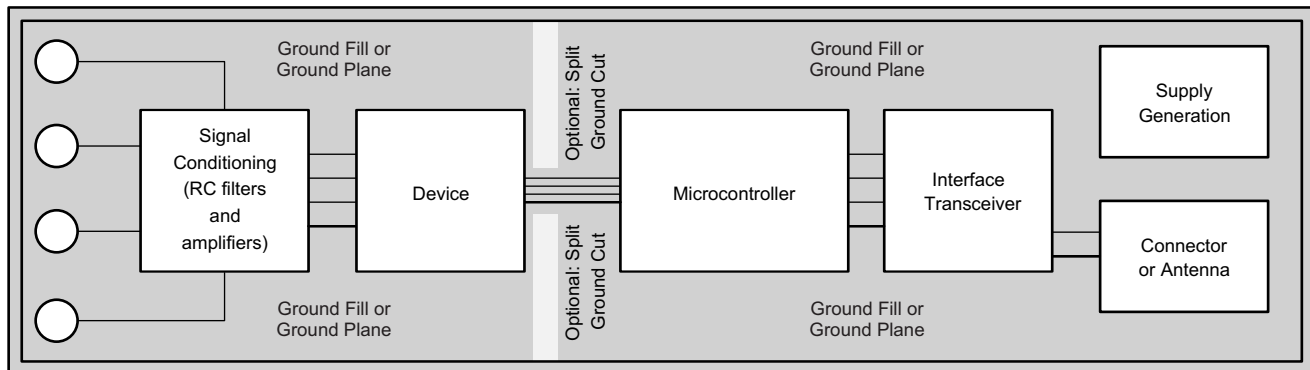 Ground Fill or
Ground Plane
Optional: Split
Ground Cut
Ground Fill or
Ground Plane
Supply
Generation
Signal
Conditioning
(RC filters
and
amplifiers)
Device
Microcontroller
Interface
Transceiver
Connector
or Antenna
Ground Fill or
Ground Plane
Optional: Split
Ground Cut
Ground Fill or
Ground Plane